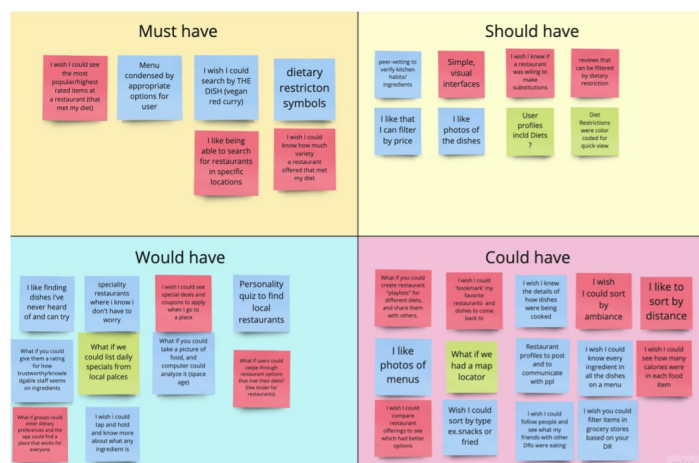 Must have
I wish I could see
the most
popular/highest
rated items at
a restaurant (that
met my diet)
Menu
condensed by
appropriate
options for
user
I wish I could
search by THE
DISH (vegan
red curry)
dietary
restricton
symbols
I like being
able to search
for restaurants
in specific
locations
I wish I could
know how much
variety
a restaurant
offered that met
my diet
Should have
peer-vetting to
verify kitchen
habits/
ingredients
Simple,
visual
interfaces
I wish I knew if
a restaurant
was wiling to
make
substitutions
reviews that can
be filtered by
dietary
restriction
I like that
I can filter
by price
I like photos
of the dishes
User
profiles
incld Diets
?
Diet
Restrictions
were color
coded for
quick view
Would have
I like finding
dishes I've
never heard
of and can try
speciality
restaurants
where i know i
don't have to
worry
I wish I could see
special deals and
coupons to apply
when i go to
a place
Personality
quiz to find
local
restaurants
What if you could
give them a rating for
how
trustworthy/knowle
dgable staff seems
on ingredients
What if we
could list daily
specials from
local palces
What if you could
take a picture of
food, and
computer could
analyze it (space
age)
What if users could
swipe through
restaurant options
that met their diets?
(like tinder for
restaurants)
What if groups could
enter dietary
preferences and the
app could find a
place that works for
everyone
I wish i could
tap and hold
and know more
about what any
ingredient is
Could have
What if you could
create restaurant
"playlists" for
different diets, and
share them with
others.
I wish I could
'bookmark' my
favorite
restaurants and
dishes to come
back to
I wish I knew
the details of
how dishes
were being
cooked
I wish
I could sort
by
ambiance
I like to
sort by
distance
I like
photos of
menus
What if we
had a map
locator
Restaurant
profiles to post
and to
communicate
with ppl
I wish I could
know every
ingredient in
all the dishes
on a menu
I wish I could
see how many
calories were
in each food
item
I wish I could
compare
restaurant
offerings to see
which had better
options
Wish I could
sort by type
ex.snacks or
fried
I wish I could
follow people and
see what my
friends with other
DRs were eating
I wish you could
filter items in
grocery stores
based on your
DR